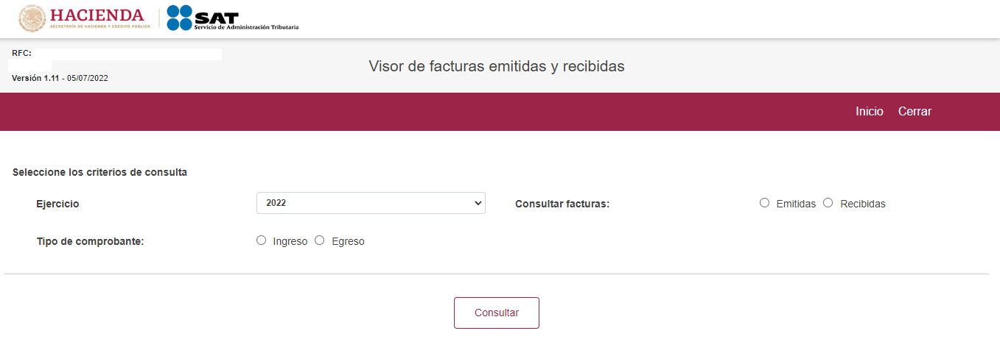 HACIENDA
SECRETARÍA DE HACIENDA Y CRÉDITO PÚBLICO
SAT
Servicio de Administración Tributaria
RFC:
Versión 1.11 - 05/07/2022
Visor de facturas emitidas y recibidas
Inicio Cerrar
Seleccione los criterios de consulta
Ejercicio 2022 Consultar facturas: Emitidas Recibidas
Tipo de comprobante: Ingreso Egreso
Consultar